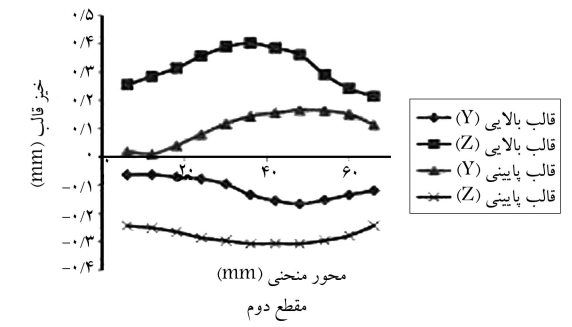 ۰/۵
۰/۴
۰/۳
۰/۲
۰/۱
۰
-۰/۱
-۰/۲
-۰/۳
-۰/۴
خیز قالب (mm)
۰ ۲۰ ۴۰ ۶۰
محور منحنی (mm)
مقطع دوم
قالب بالایی (Y)
قالب بالایی (Z)
قالب پایینی (Y)
قالب پایینی (Z)